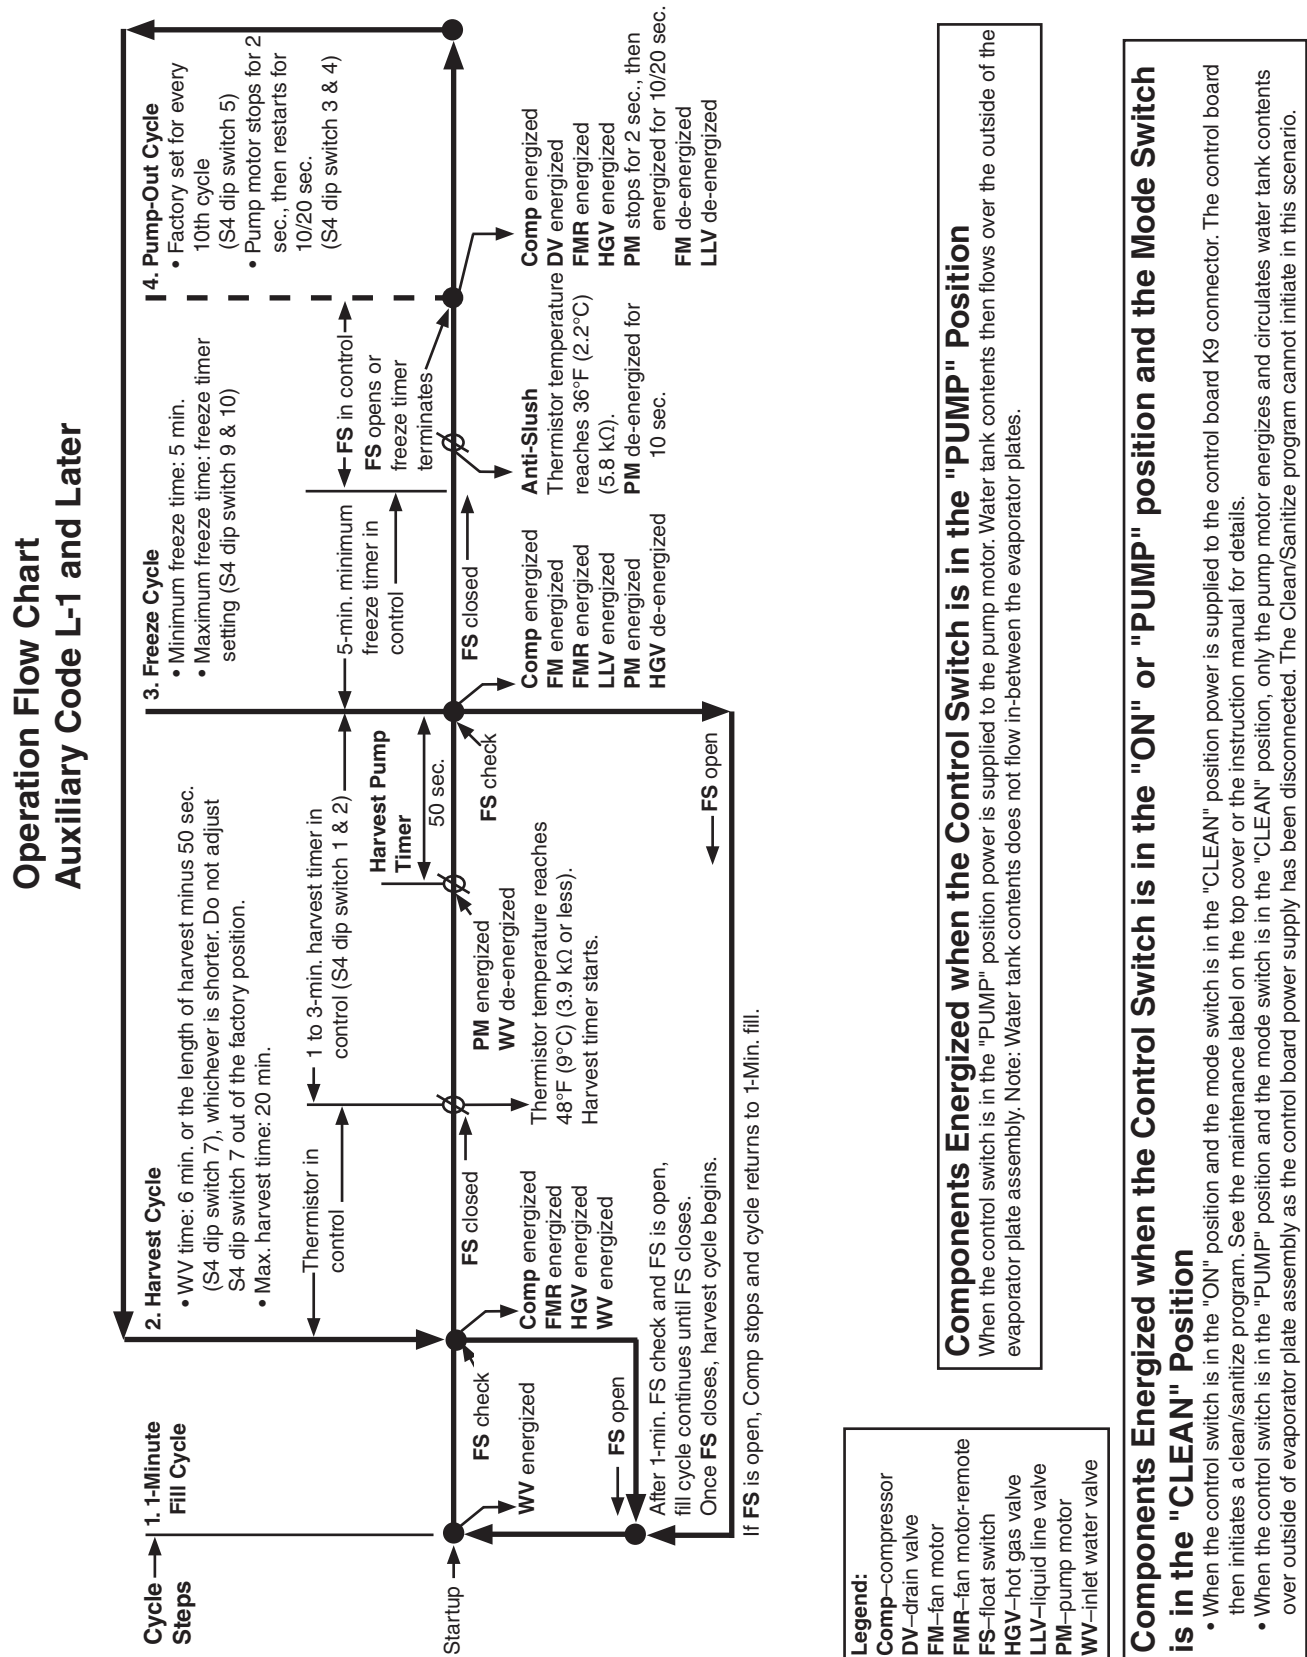 Operation Flow Chart
Auxiliary Code L-1 and Later
Cycle
Steps
1. 1-Minute
Fill Cycle
2. Harvest Cycle
• WV time: 6 min. or the length of harvest minus 50 sec.
(S4 dip switch 7), whichever is shorter. Do not adjust
S4 dip switch 7 out of the factory position.
• Max. harvest time: 20 min.
3. Freeze Cycle
• Minimum freeze time: 5 min.
• Maximum freeze time: freeze timer
setting (S4 dip switch 9 & 10)
4. Pump-Out Cycle
• Factory set for every
10th cycle
(S4 dip switch 5)
• Pump motor stops for 2
sec., then restarts for
10/20 sec.
(S4 dip switch 3 & 4)
Thermistor in
control
1 to 3-min. harvest timer in
control (S4 dip switch 1 & 2)
Harvest Pump
Timer
50 sec.
5-min. minimum
freeze timer in
control
FS in control
FS opens or
freeze timer
terminates
Startup
WV energized
FS check
FS closed
Comp energized
FMR energized
HGV energized
WV energized
PM energized
WV de-energized
Thermistor temperature reaches
48°F (9°C) (3.9 kΩ or less).
Harvest timer starts.
FS check
FS closed
Comp energized
FM energized
FMR energized
LLV energized
PM energized
HGV de-energized
Anti-Slush
Thermistor temperature
reaches 36°F (2.2°C)
(5.8 kΩ).
PM de-energized for
10 sec.
Comp energized
DV energized
FMR energized
HGV energized
PM stops for 2 sec., then
energized for 10/20 sec.
FM de-energized
LLV de-energized
FS open
After 1-min. FS check and FS is open,
fill cycle continues until FS closes.
Once FS closes, harvest cycle begins.
FS open
If FS is open, Comp stops and cycle returns to 1-Min. fill.
Legend:
Comp–compressor
DV–drain valve
FM–fan motor
FMR–fan motor-remote
FS–float switch
HGV–hot gas valve
LLV–liquid line valve
PM–pump motor
WV–inlet water valve
Components Energized when the Control Switch is in the "PUMP" Position
When the control switch is in the "PUMP" position power is supplied to the pump motor. Water tank contents then flows over the outside of the
evaporator plate assembly. Note: Water tank contents does not flow in-between the evaporator plates.
Components Energized when the Control Switch is in the "ON" or "PUMP" position and the Mode Switch
is in the "CLEAN" Position
• When the control switch is in the "ON" position and the mode switch is in the "CLEAN" position power is supplied to the control board K9 connector. The control board
then initiates a clean/sanitize program. See the maintenance label on the top cover or the instruction manual for details.
• When the control switch is in the "PUMP" position and the mode switch is in the "CLEAN" position, only the pump motor energizes and circulates water tank contents
over outside of evaporator plate assembly as the control board power supply has been disconnected. The Clean/Sanitize program cannot initiate in this scenario.